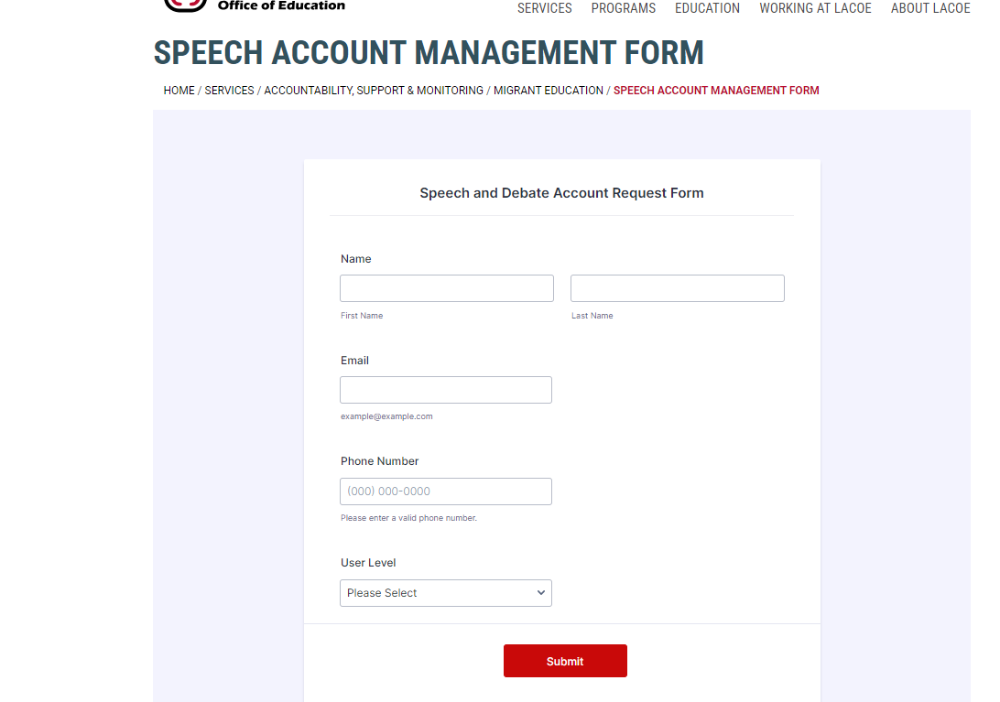 Office of Education
SERVICES PROGRAMS EDUCATION WORKING AT LACOE ABOUT LACOE
SPEECH ACCOUNT MANAGEMENT FORM
HOME / SERVICES / ACCOUNTABILITY, SUPPORT & MONITORING / MIGRANT EDUCATION / SPEECH ACCOUNT MANAGEMENT FORM
Speech and Debate Account Request Form
Name
First Name Last Name
Email
example@example.com
Phone Number
(000) 000-0000
Please enter a valid phone number.
User Level
Please Select
Submit